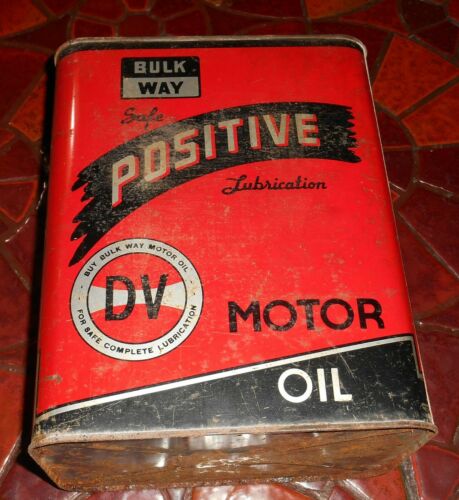 BULK
WAY
Safe
POSITIVE
Lubrication
BUY BULK WAY MOTOR OIL
DV
FOR SAFE COMPLETE LUBRICATION
MOTOR
OIL